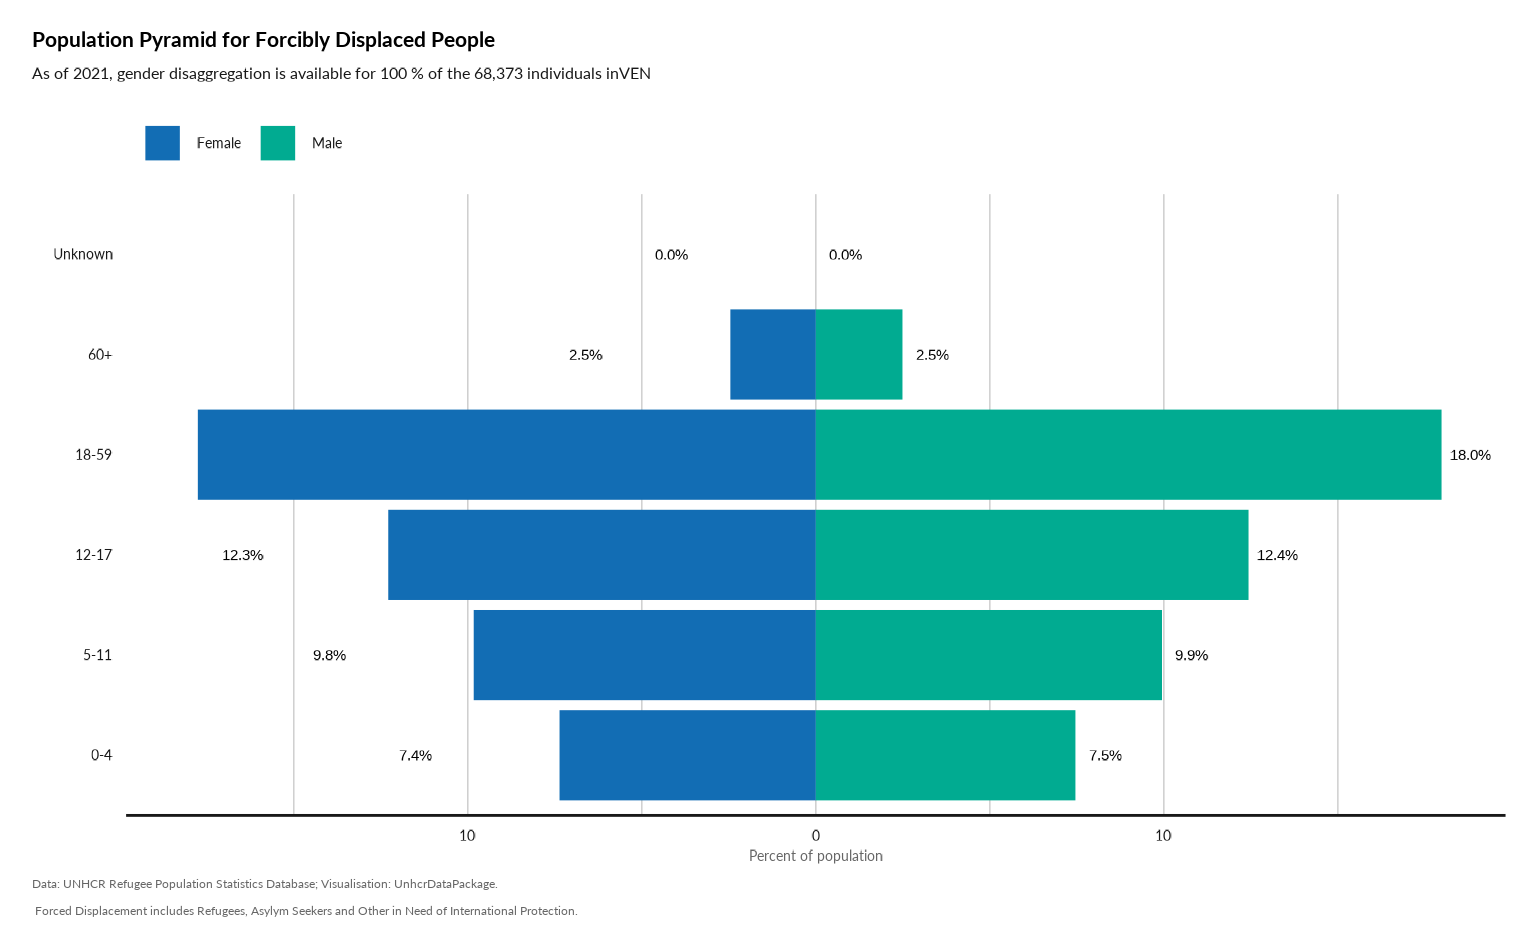 Population Pyramid for Forcibly Displaced People
As of 2021, gender disaggregation is available for 100 % of the 68,373 individuals inVEN
Female Male
Unknown 0.0% 0.0%
60+ 2.5% 2.5%
18-59 18.0%
12-17 12.3% 12.4%
5-11 9.8% 9.9%
0-4 7.4% 7.5%
10 0 10
Percent of population
Data: UNHCR Refugee Population Statistics Database; Visualisation: UnhcrDataPackage.
Forced Displacement includes Refugees, Asylym Seekers and Other in Need of International Protection.